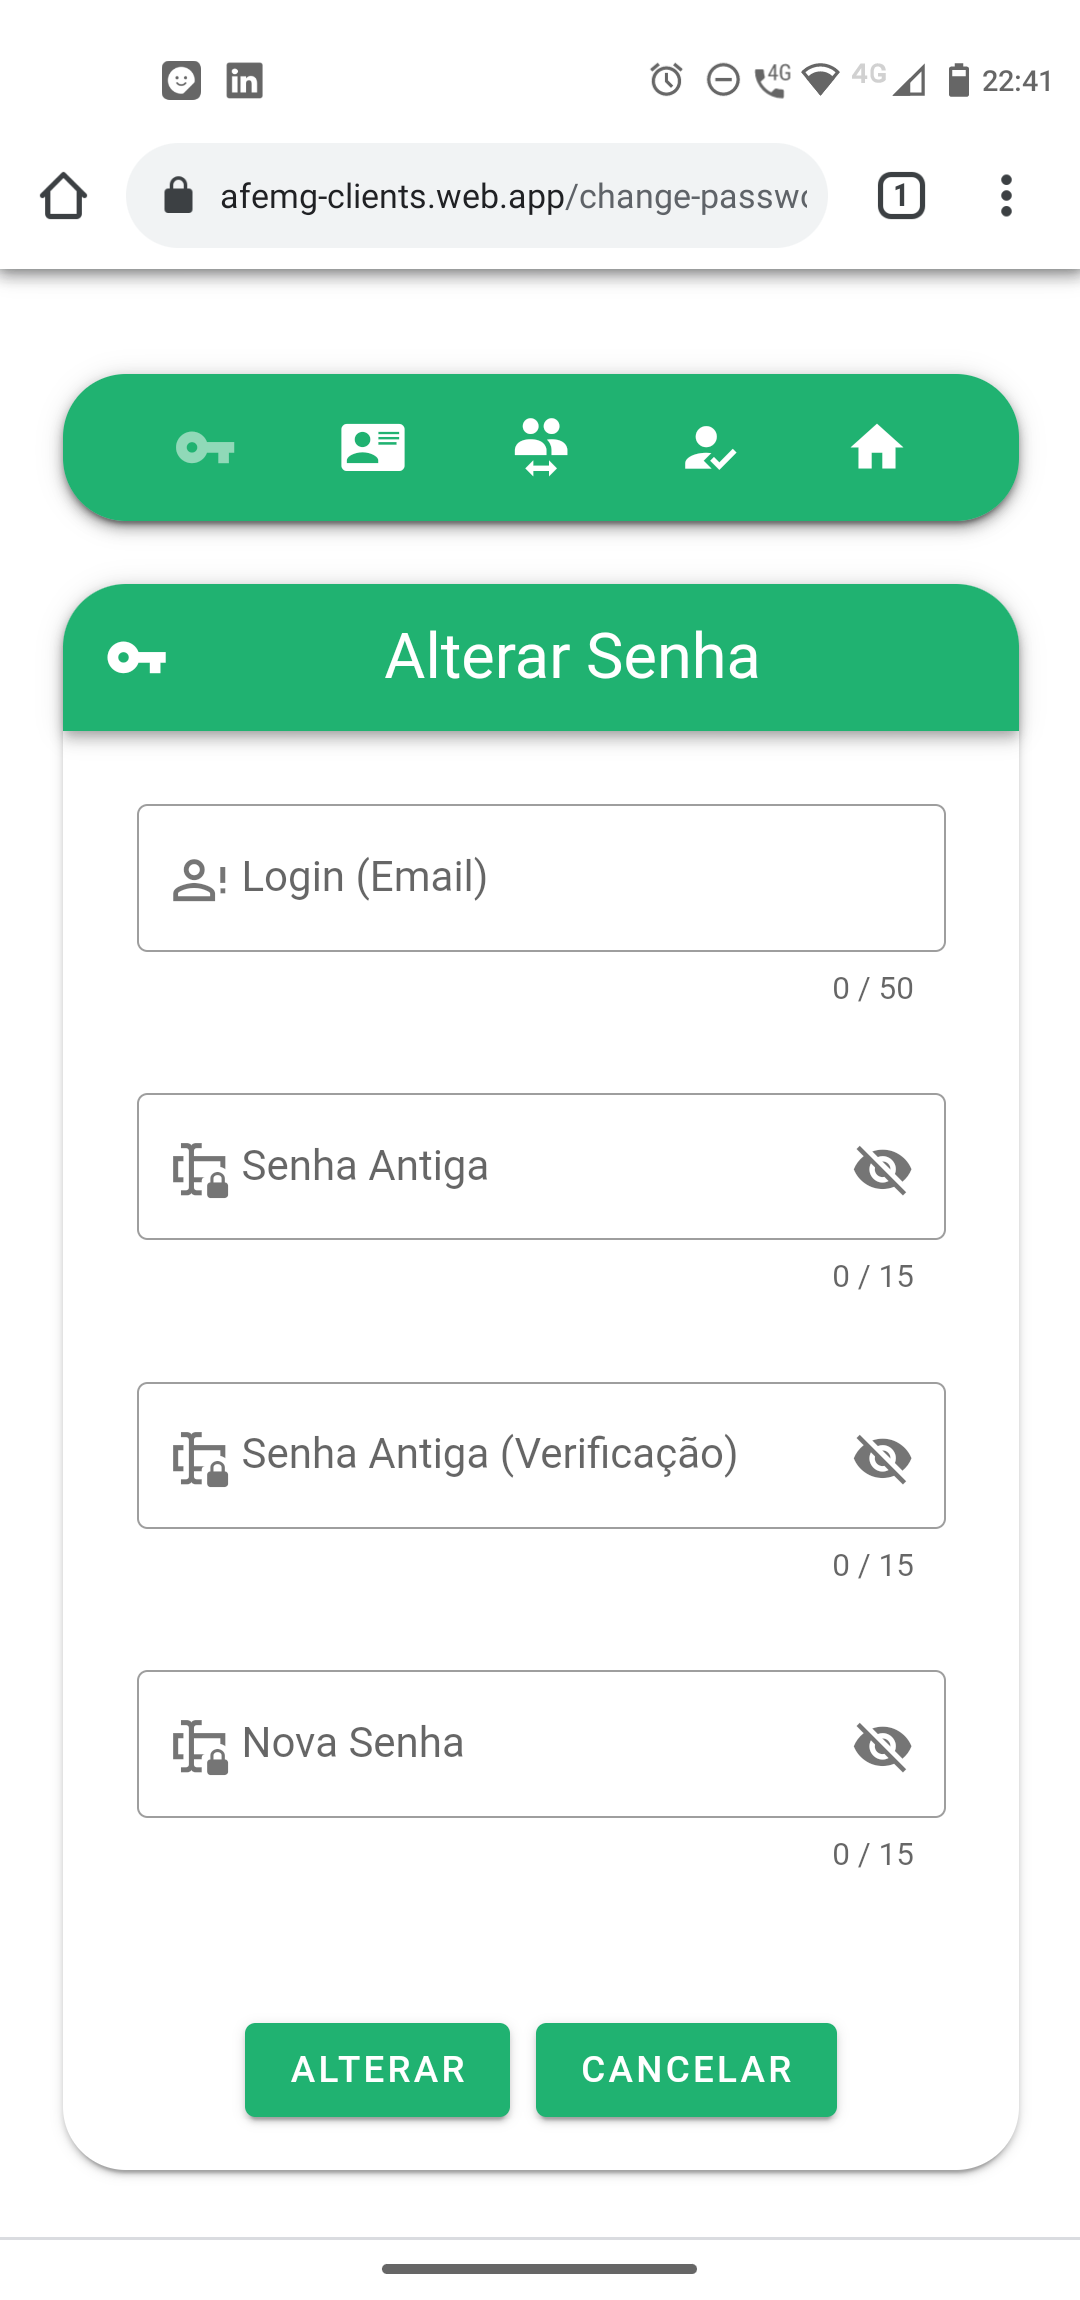 in
4G
4G
22:41
afemg-clients.web.app/change-passw
1
Alterar Senha
Login (Email)
0 / 50
Senha Antiga
0 / 15
Senha Antiga (Verificação)
0 / 15
Nova Senha
0 / 15
ALTERAR
CANCELAR